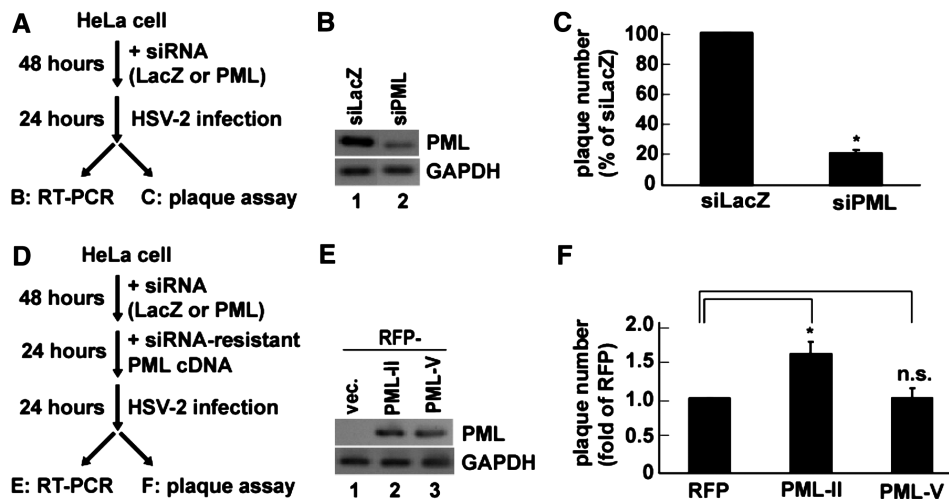 A
HeLa cell
48 hours
+ siRNA
(LacZ or PML)
24 hours
HSV-2 infection
B: RT-PCR
C: plaque assay
B
siLacZ
siPML
PML
GAPDH
1
2
C
plaque number
(% of siLacZ)
100
80
60
40
20
0
*
siLacZ
siPML
D
HeLa cell
48 hours
+ siRNA
(LacZ or PML)
24 hours
+ siRNA-resistant
PML cDNA
24 hours
HSV-2 infection
E: RT-PCR
F: plaque assay
E
RFP-
vec.
PML-II
PML-V
PML
GAPDH
1
2
3
F
plaque number
(fold of RFP)
2.0
1.5
1.0
0.5
0
*
n.s.
RFP
PML-II
PML-V